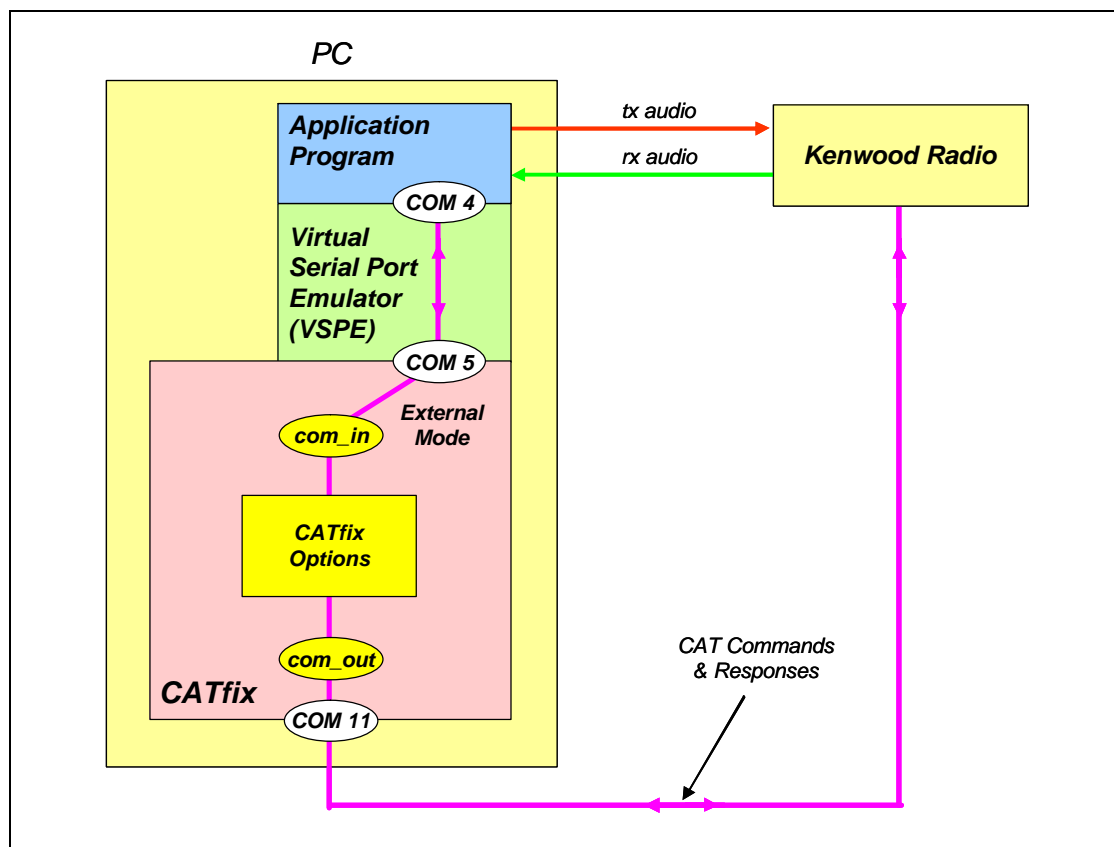 PC
Application
Program
tx audio
rx audio
Kenwood Radio
COM 4
Virtual
Serial Port
Emulator
(VSPE)
COM 5
External
Mode
com_in
CATfix
Options
com_out
CATfix
COM 11
CAT Commands
& Responses